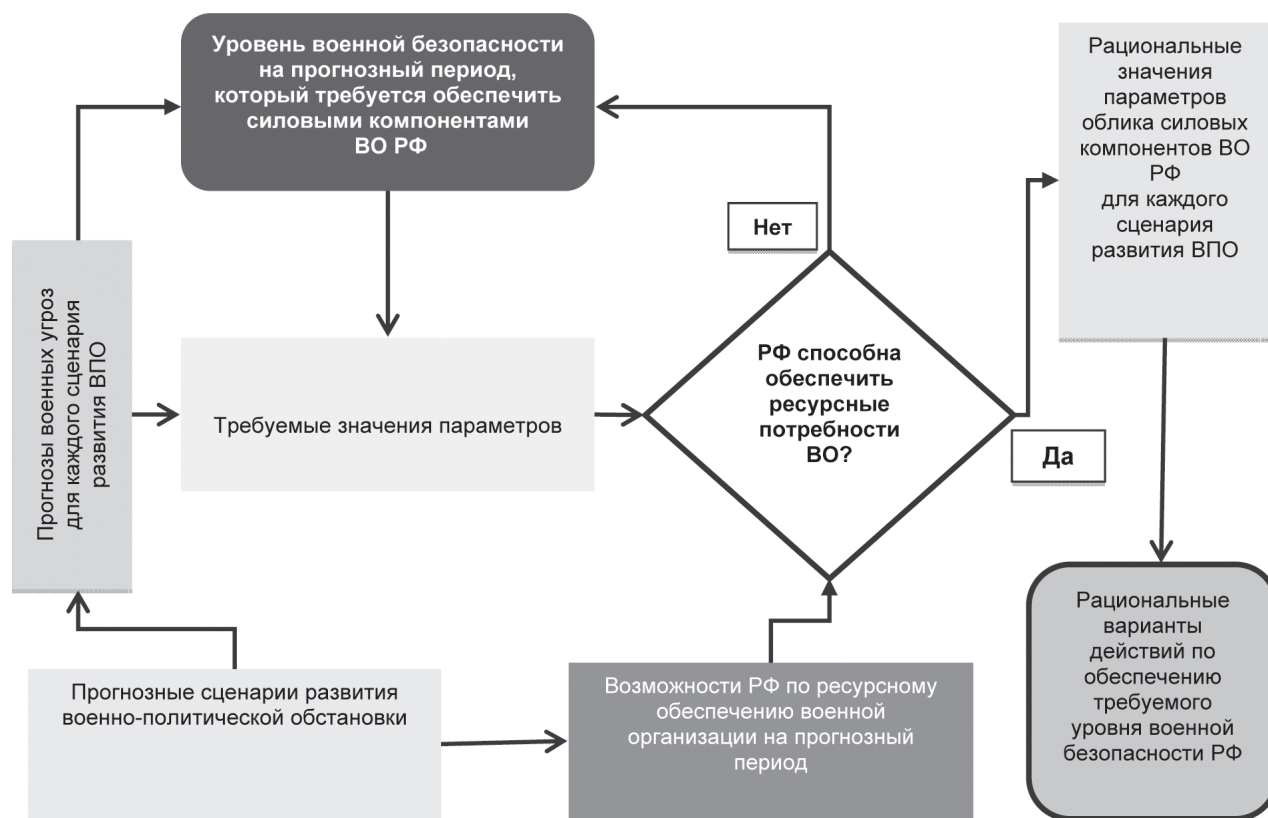 Уровень военной безопасности
на прогнозный период,
который требуется обеспечить
силовыми компонентами
ВО РФ
Рациональные
значения
параметров
облика силовых
компонентов ВО
РФ
для каждого
сценария
развития ВПО
Нет
Прогнозы военных угроз
для каждого сценария
развития ВПО
Требуемые значения параметров
РФ способна
обеспечить
ресурсные
потребности
ВО?
Да
Прогнозные сценарии развития
военно-политической обстановки
Возможности РФ по ресурсному
обеспечению военной
организации на прогнозный
период
Рациональные
варианты
действий по
обеспечению
требуемого
уровня военной
безопасности РФ